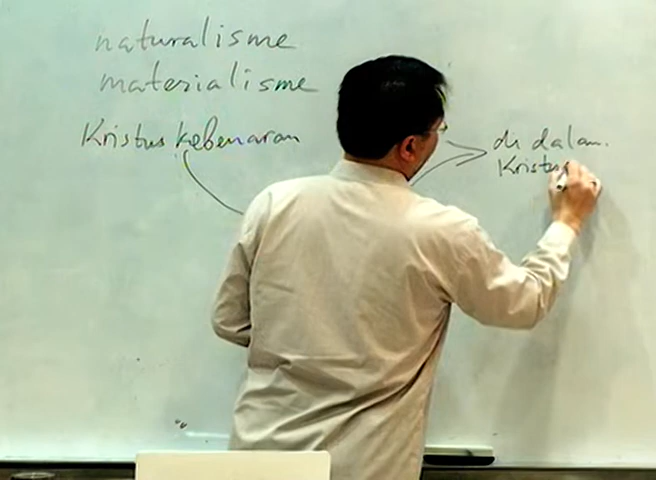 naturalisme
materialisme
Kristus kebenaran
di dalam
Kristus